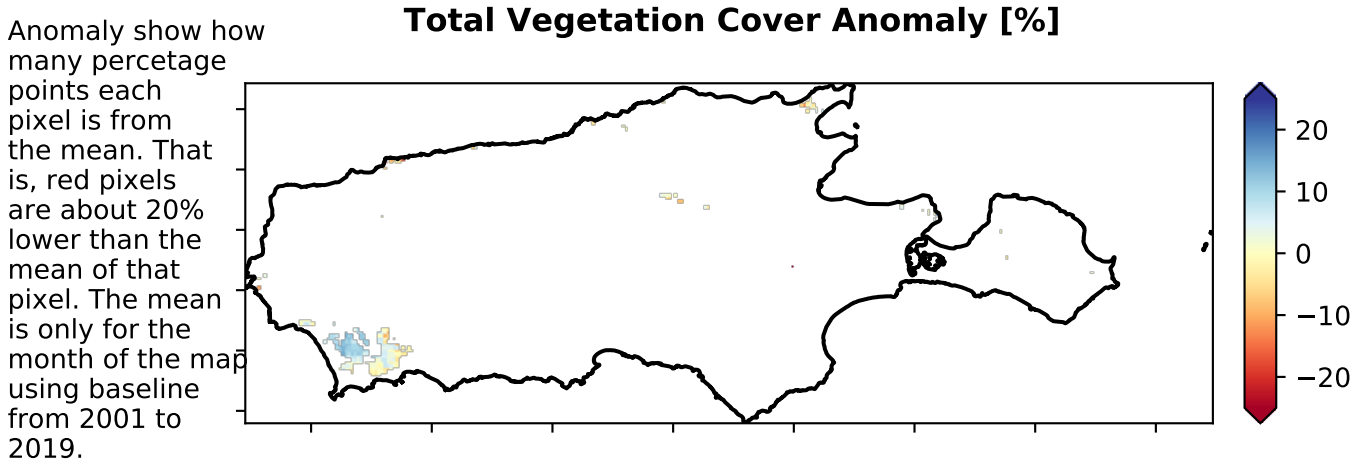 Total Vegetation Cover Anomaly [%]
Anomaly show how
many percetage
points each
pixel is from
the mean. That
is, red pixels
are about 20%
lower than the
mean of that
pixel. The mean
is only for the
month of the map
using baseline
from 2001 to
2019.
20
10
0
−10
−20